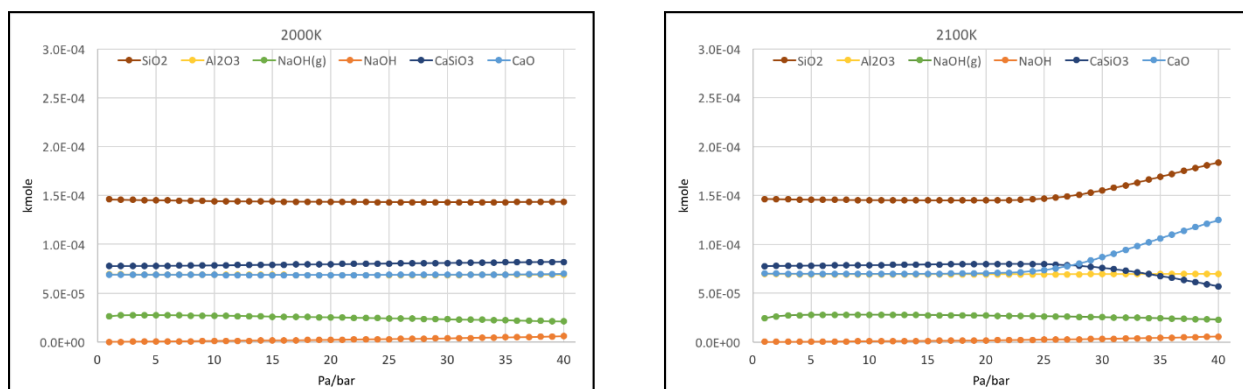 2000K
3.0E-04
SiO2 Al2O3 NaOH(g) NaOH CaSiO3 CaO
2.5E-04
2.0E-04
1.5E-04
1.0E-04
5.0E-05
0.0E+00
kmole
0 5 10 15 20 25 30 35 40
Pa/bar
2100K
3.0E-04
SiO2 Al2O3 NaOH(g) NaOH CaSiO3 CaO
2.5E-04
2.0E-04
1.5E-04
1.0E-04
5.0E-05
0.0E+00
kmole
0 5 10 15 20 25 30 35 40
Pa/bar